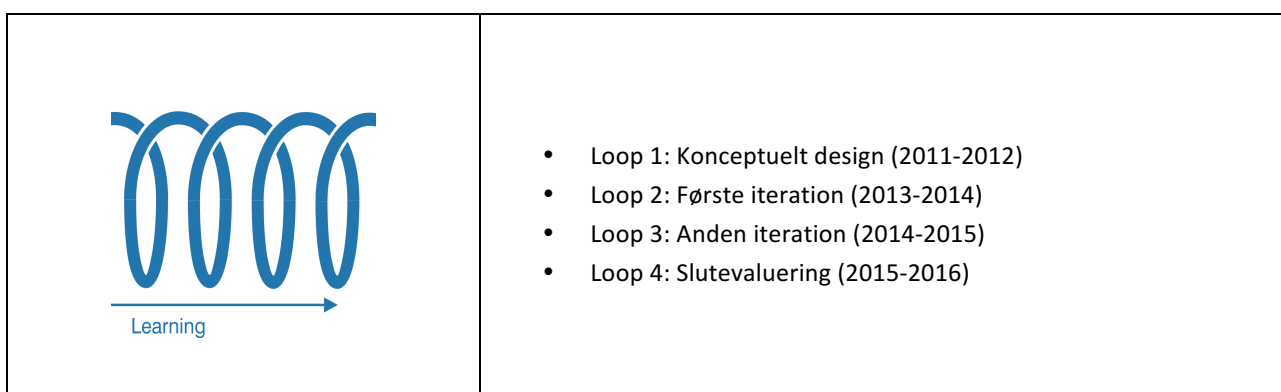 Learning
• Loop 1: Konceptuelt design (2011-2012)
• Loop 2: Første iteration (2013-2014)
• Loop 3: Anden iteration (2014-2015)
• Loop 4: Slutevaluering (2015-2016)